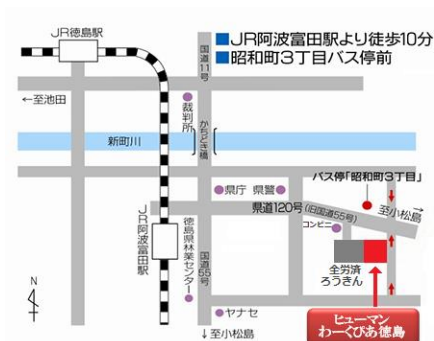 JR徳島駅
■JR阿波富田駅より徒歩10分
■昭和町3丁目バス停前
国道11号
←至池田
裁判所
かちどき橋
新町川
県庁
県警
バス停「昭和町3丁目」
至小松島
県道120号(旧国道55号)
コンビニ
JR阿波富田駅
徳島県林業センター
国道55号
全労済
ろうきん
N
ヤナセ
↓至小松島
ヒューマン
わーくぴあ徳島